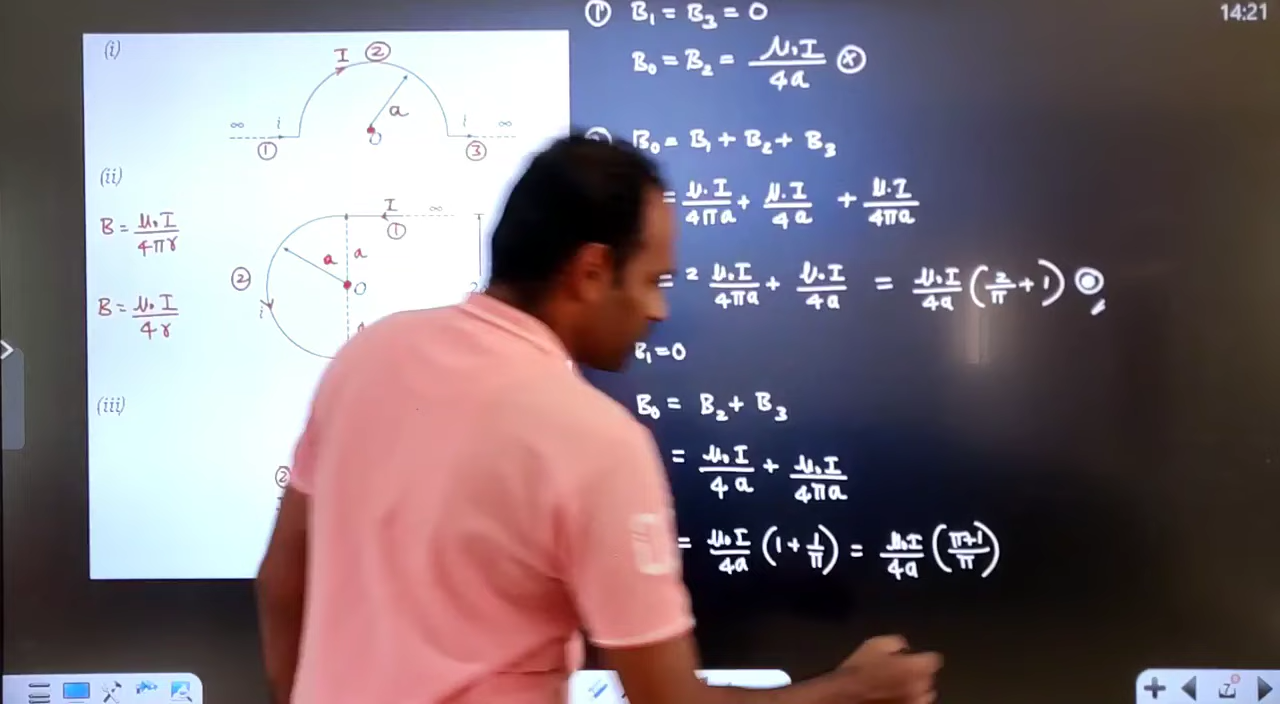 14:21
(i)
I ②
a
∞ i O i ∞
① ③
(ii)
B = μ₀I / 4πr
B = μ₀I / 4r
I ∞
①
② a a
O
i
(iii)
②
① B₁ = B₃ = 0
B₀ = B₂ = μ₀I / 4a ⊗
B₀ = B₁ + B₂ + B₃
= μ₀I / 4πa + μ₀I / 4a + μ₀I / 4πa
= 2 μ₀I / 4πa + μ₀I / 4a = μ₀I / 4a (2/π + 1) ⊙
B₁ = 0
B₀ = B₂ + B₃
= μ₀I / 4a + μ₀I / 4πa
= μ₀I / 4a (1 + 1/π) = μ₀I / 4a (π+1 / π)